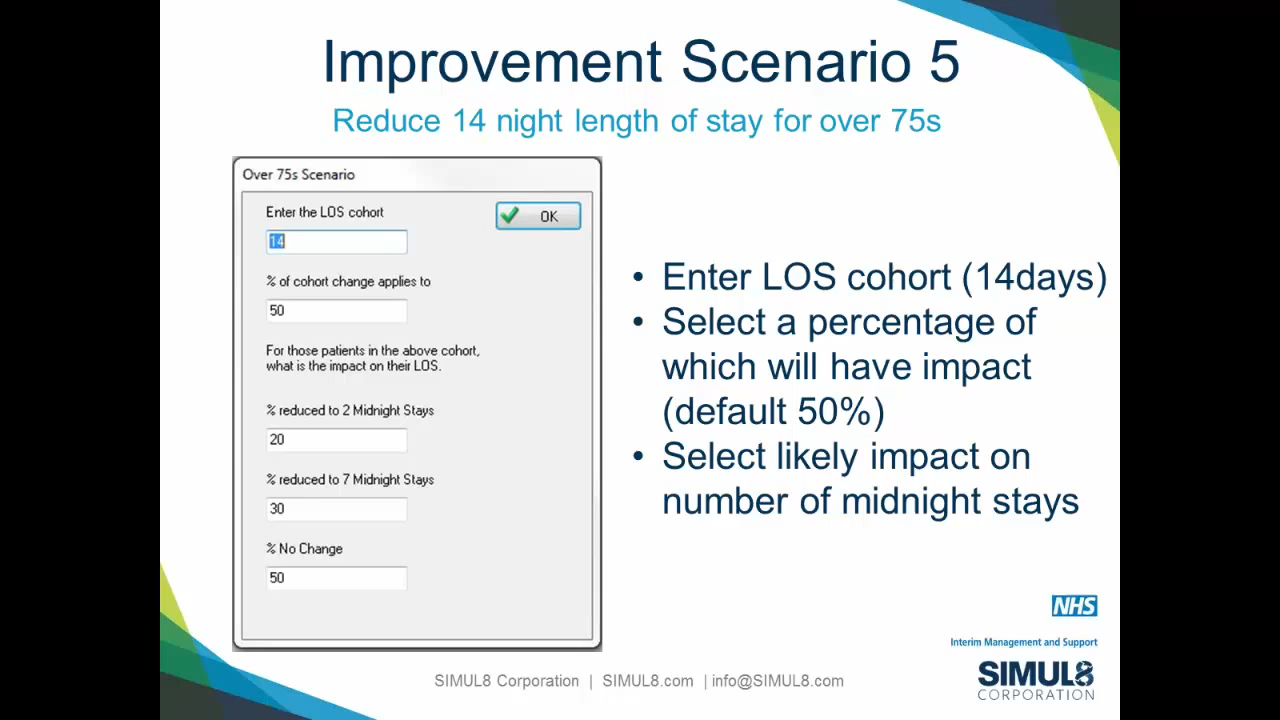 Improvement Scenario 5
Reduce 14 night length of stay for over 75s
Over 75s Scenario
Enter the LOS cohort
OK
14
% of cohort change applies to
50
For those patients in the above cohort,
what is the impact on their LOS.
% reduced to 2 Midnight Stays
20
% reduced to 7 Midnight Stays
30
% No Change
50
• Enter LOS cohort (14days)
• Select a percentage of
which will have impact
(default 50%)
• Select likely impact on
number of midnight stays
NHS
Interim Management and Support
SIMUL8
CORPORATION
SIMUL8 Corporation | SIMUL8.com | info@SIMUL8.com